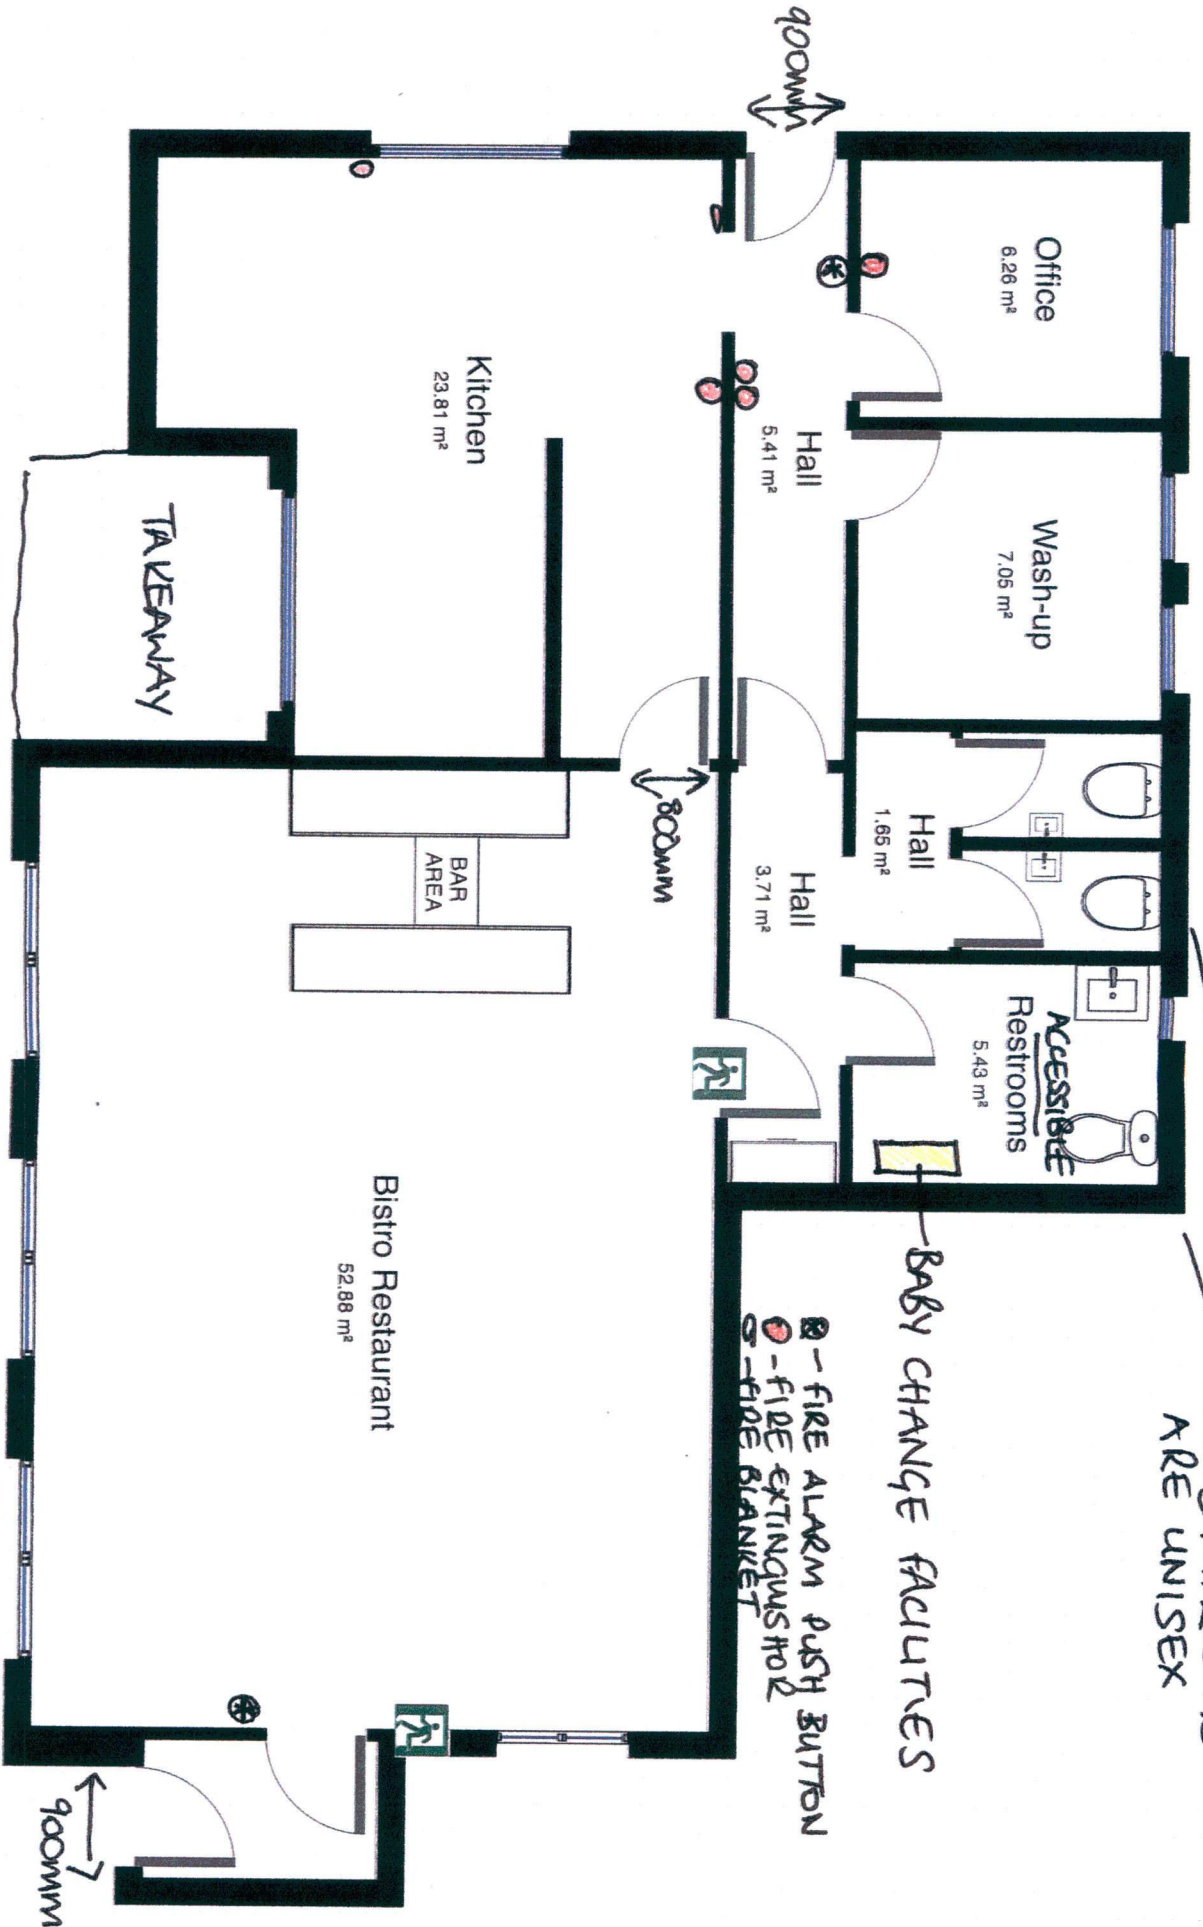 ARE UNISEX
900mm
Office
6.26 m²
Wash-up
7.05 m²
ACCESSIBLE
Restrooms
5.43 m²
BABY CHANGE FACILITIES
Hall
1.65 m²
Hall
5.41 m²
Hall
3.71 m²
- FIRE ALARM PUSH BUTTON
- FIRE EXTINGUISHOR
- FIRE BLANKET
800mm
Kitchen
23.81 m²
BAR
AREA
Bistro Restaurant
52.88 m²
TAKEAWAY
900mm